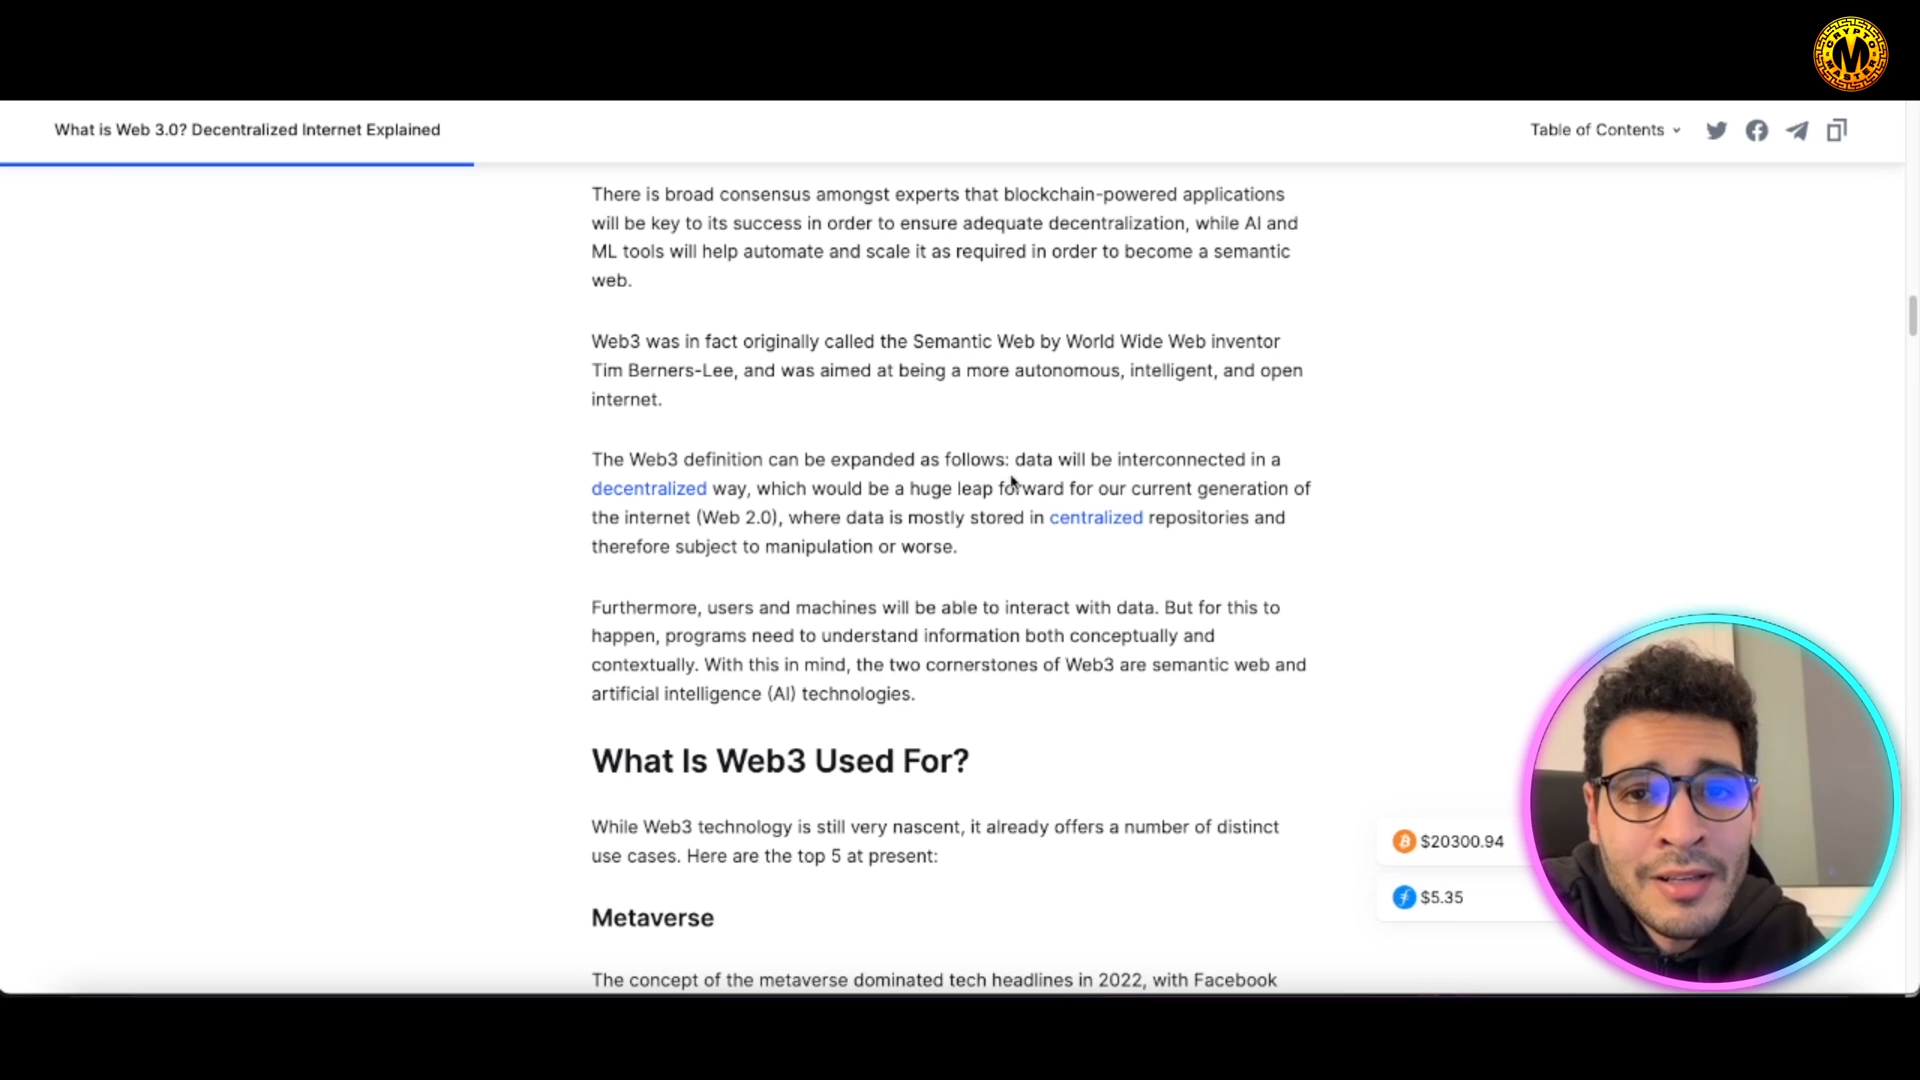 CRYPTO
M
MASTER
What is Web 3.0? Decentralized Internet Explained
Table of Contents
There is broad consensus amongst experts that blockchain-powered applications
will be key to its success in order to ensure adequate decentralization, while AI and
ML tools will help automate and scale it as required in order to become a semantic
web.
Web3 was in fact originally called the Semantic Web by World Wide Web inventor
Tim Berners-Lee, and was aimed at being a more autonomous, intelligent, and open
internet.
The Web3 definition can be expanded as follows: data will be interconnected in a
decentralized way, which would be a huge leap forward for our current generation of
the internet (Web 2.0), where data is mostly stored in centralized repositories and
therefore subject to manipulation or worse.
Furthermore, users and machines will be able to interact with data. But for this to
happen, programs need to understand information both conceptually and
contextually. With this in mind, the two cornerstones of Web3 are semantic web and
artificial intelligence (AI) technologies.
What Is Web3 Used For?
While Web3 technology is still very nascent, it already offers a number of distinct
use cases. Here are the top 5 at present:
$20300.94
$5.35
Metaverse
The concept of the metaverse dominated tech headlines in 2022, with Facebook